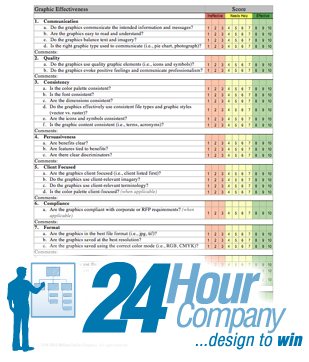 Graphic Effectiveness Score
Ineffective Needs Help Effective
1. Communication
a. Do the graphics communicate the intended information and messages? 1 2 3 4 5 6 7 8 9 10
b. Are the graphics easy to read and understand? 1 2 3 4 5 6 7 8 9 10
c. Do the graphics balance text and imagery? 1 2 3 4 5 6 7 8 9 10
d. Is the right graphic type used to communicate (i.e., pie chart, photograph)? 1 2 3 4 5 6 7 8 9 10
Comments:
2. Quality
a. Do the graphics use quality graphic elements (i.e., icons and symbols)? 1 2 3 4 5 6 7 8 9 10
b. Do the graphics evoke positive feelings and communicate professionalism? 1 2 3 4 5 6 7 8 9 10
Comments:
3. Consistency
a. Is the color palette consistent? 1 2 3 4 5 6 7 8 9 10
b. Is the font consistent? 1 2 3 4 5 6 7 8 9 10
c. Are the dimensions consistent? 1 2 3 4 5 6 7 8 9 10
d. Do the graphics effectively use consistent file types and graphic styles
(vector vs. raster)? 1 2 3 4 5 6 7 8 9 10
e. Are the icons and symbols consistent? 1 2 3 4 5 6 7 8 9 10
f. Is the graphic content consistent (i.e., terms, acronyms)? 1 2 3 4 5 6 7 8 9 10
Comments:
4. Persuasiveness
a. Are benefits clear? 1 2 3 4 5 6 7 8 9 10
b. Are features tied to benefits? 1 2 3 4 5 6 7 8 9 10
c. Are there clear discriminators? 1 2 3 4 5 6 7 8 9 10
Comments:
5. Client Focused
a. Are the graphics client focused (i.e., client listed first)? 1 2 3 4 5 6 7 8 9 10
b. Do the graphics use client-relevant imagery? 1 2 3 4 5 6 7 8 9 10
c. Do the graphics use client-relevant terminology? 1 2 3 4 5 6 7 8 9 10
d. Is the color palette client-focused? (when applicable) 1 2 3 4 5 6 7 8 9 10
Comments:
6. Compliance
a. Are the graphics compliant with corporate or RFP requirements? (when
applicable) 1 2 3 4 5 6 7 8 9 10
Comments:
7. Format
a. Are the graphics in the best file format (i.e., jpg, AI)? 1 2 3 4 5 6 7 8 9 10
b. Are the graphics saved at the best resolution? 1 2 3 4 5 6 7 8 9 10
c. Are the graphics saved using the correct color mode (i.e., RGB, CMYK)? 1 2 3 4 5 6 7 8 9 10
Comments:
24 Hour
Company
...design to win